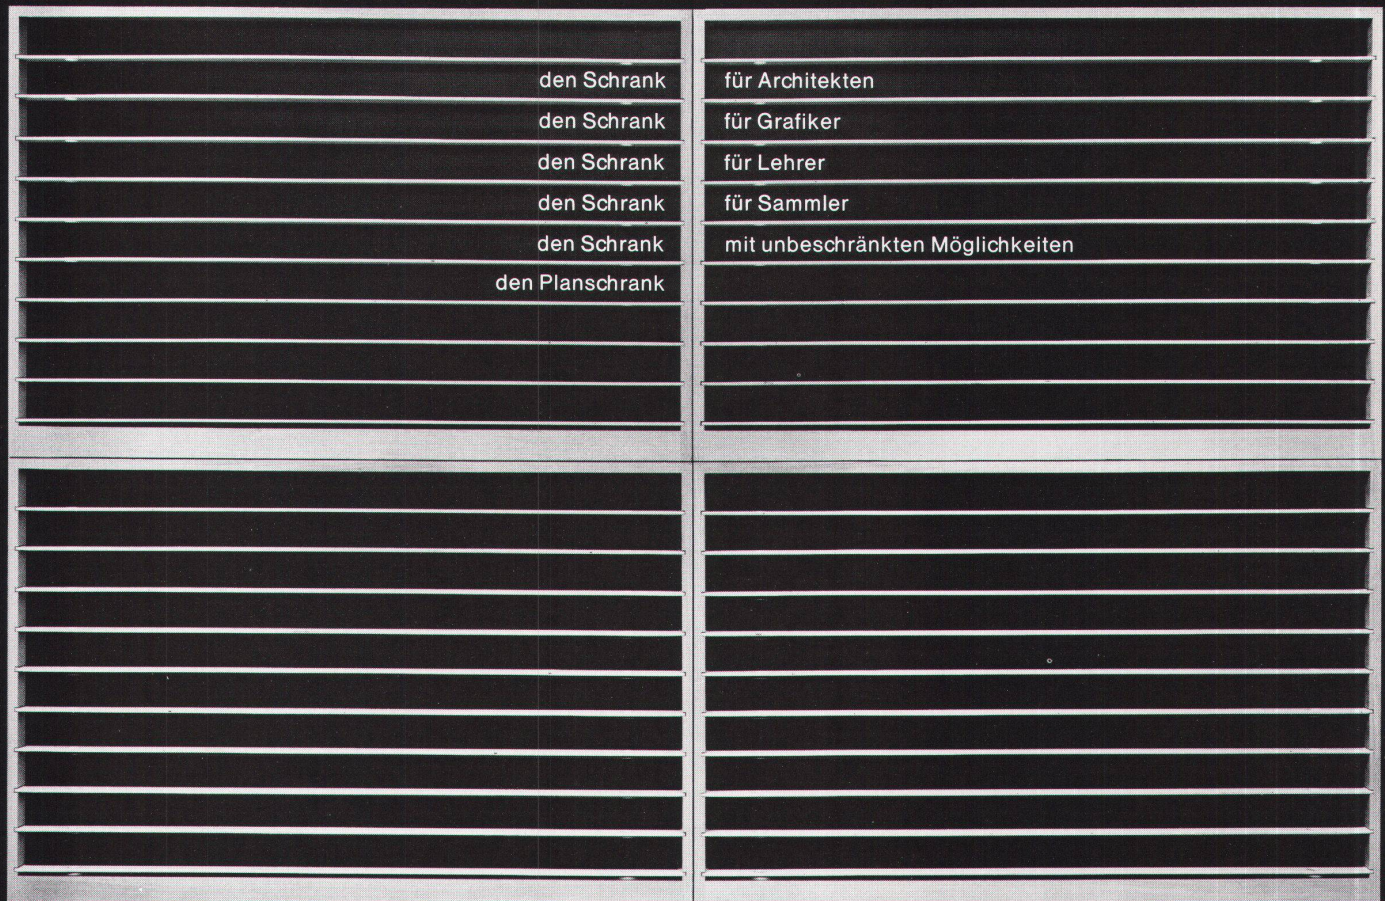 den Schrank für Architekten
den Schrank für Grafiker
den Schrank für Lehrer
den Schrank für Sammler
den Schrank mit unbeschränkten Möglichkeiten
den Planschrank